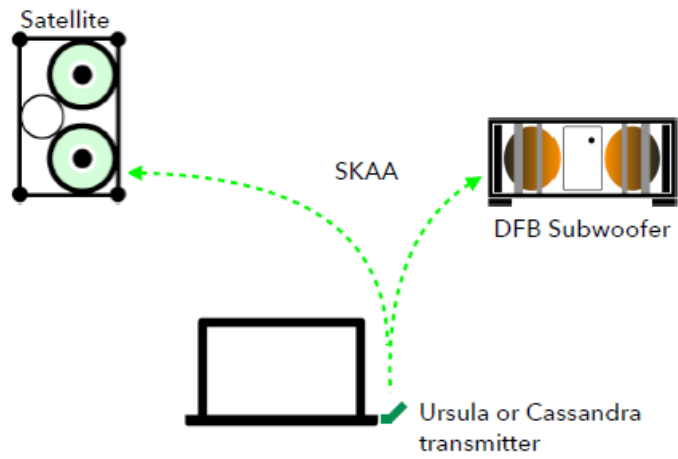 Satellite
SKAA
DFB Subwoofer
Ursula or Cassandra
transmitter